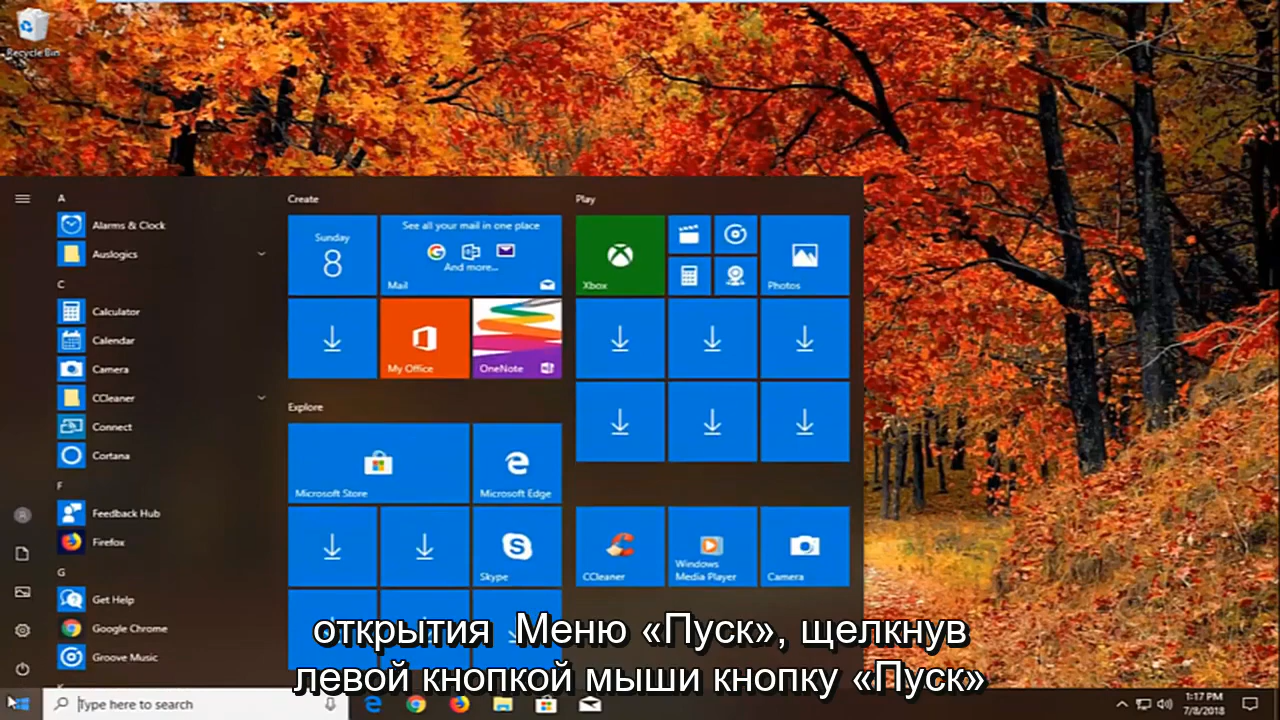 Recycle Bin
A
Alarms & Clock
Auslogics
C
Calculator
Calendar
Camera
CCleaner
Connect
Cortana
F
Feedback Hub
Firefox
G
Get Help
Google Chrome
Groove Music
Create
Sunday
8
See all your mail in one place
And more...
Mail
My Office
OneNote
Explore
Microsoft Store
Microsoft Edge
Skype
Play
Xbox
Photos
CCleaner
Windows
Media Player
Camera
открытия Меню «Пуск», щелкнув
левой кнопкой мыши кнопку «Пуск»
Type here to search
1:17 PM
7/8/2018